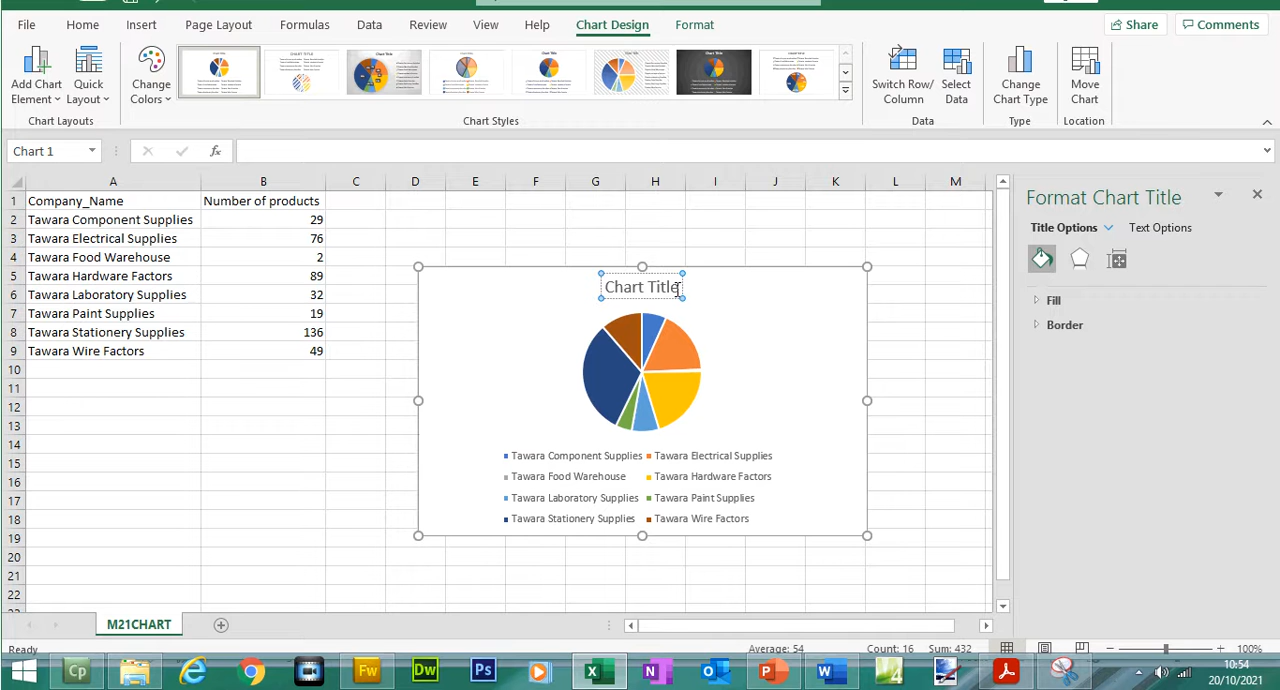 File Home Insert Page Layout Formulas Data Review View Help Chart Design Format Share Comments
Add Chart Element Quick Layout Change Colors Switch Row/ Column Select Data Change Chart Type Move Chart
Chart Layouts Chart Styles Data Type Location
Chart 1 fx
A B C D E F G H I J K L M
1 Company_Name Number of products
2 Tawara Component Supplies 29
3 Tawara Electrical Supplies 76
4 Tawara Food Warehouse 2
5 Tawara Hardware Factors 89
6 Tawara Laboratory Supplies 32
7 Tawara Paint Supplies 19
8 Tawara Stationery Supplies 136
9 Tawara Wire Factors 49
10
11
12
13
14
15
16
17
18
19
20
21
22
Chart Title
Tawara Component Supplies Tawara Electrical Supplies
Tawara Food Warehouse Tawara Hardware Factors
Tawara Laboratory Supplies Tawara Paint Supplies
Tawara Stationery Supplies Tawara Wire Factors
Format Chart Title
Title Options Text Options
Fill
Border
M21CHART
Ready Average: 54 Count: 16 Sum: 432 100%
Cp Fw Dw Ps 10:54
20/10/2021